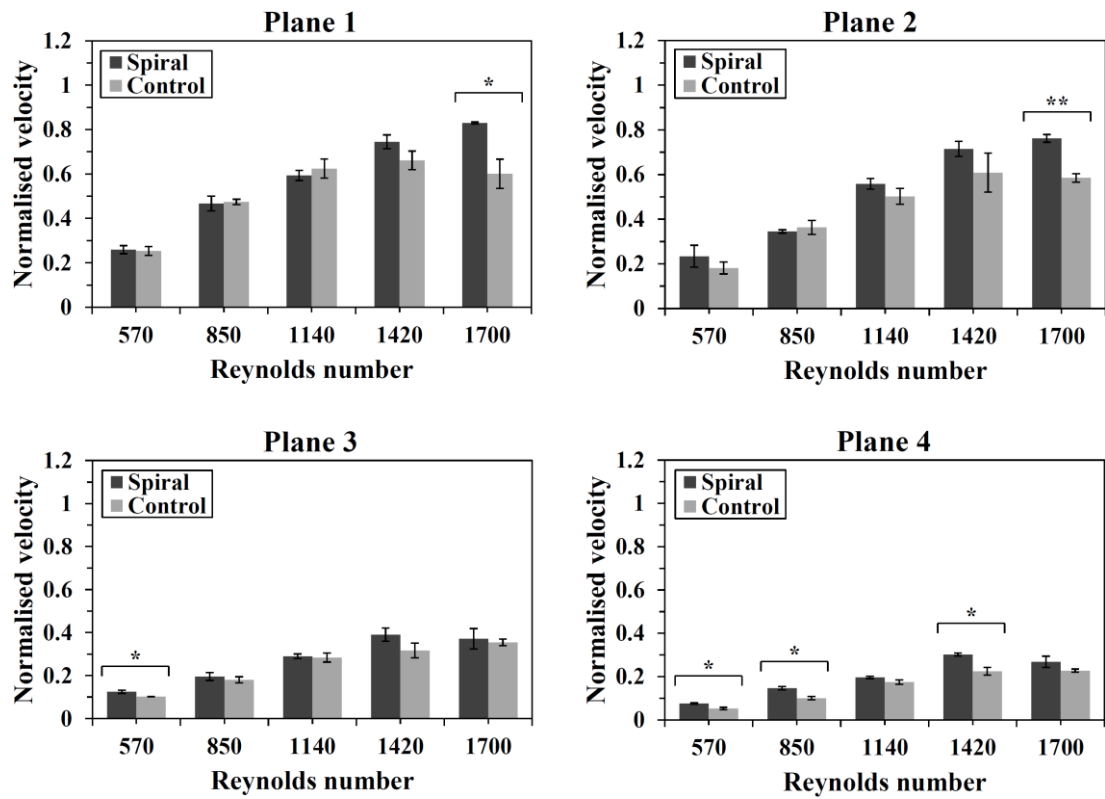 Plane 1
1.2
1
0.8
0.6
0.4
0.2
0
Normalised velocity
Spiral
Control
*
570 850 1140 1420 1700
Reynolds number
Plane 2
1.2
1
0.8
0.6
0.4
0.2
0
Normalised velocity
Spiral
Control
**
570 850 1140 1420 1700
Reynolds number
Plane 3
1.2
1
0.8
0.6
0.4
0.2
0
Normalised velocity
Spiral
Control
*
570 850 1140 1420 1700
Reynolds number
Plane 4
1.2
1
0.8
0.6
0.4
0.2
0
Normalised velocity
Spiral
Control
* * *
570 850 1140 1420 1700
Reynolds number